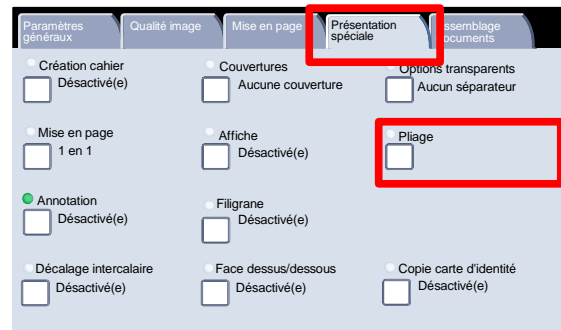 Paramètres
généraux
Qualité image
Mise en page
Présentation
spéciale
Assemblage
documents
Création cahier
Désactivé(e)
Couvertures
Aucune couverture
Options transparents
Aucun séparateur
Mise en page
1 en 1
Affiche
Désactivé(e)
Pliage
Annotation
Désactivé(e)
Filigrane
Désactivé(e)
Décalage intercalaire
Désactivé(e)
Face dessus/dessous
Désactivé(e)
Copie carte d'identité
Désactivé(e)